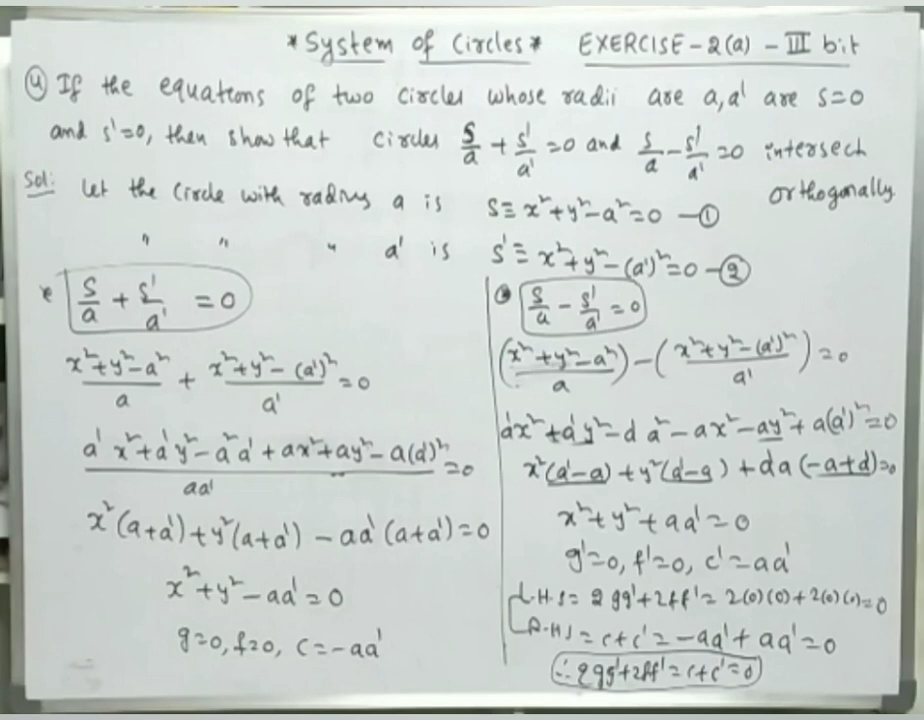 * System of Circles * EXERCISE - 2(a) - III bit
④ If the equations of two circles whose radii are a, a' are S=0
and s'=0, then show that circles S/a + S'/a' = 0 and S/a - S'/a' = 0 intersech
orthogonally.
Sol: Let the Circle with radius a is S ≡ x²+y²-a²=0 — ①
" " " a' is S' ≡ x²+y²-(a')²=0 — ②
* S/a + S'/a' = 0
(x²+y²-a²)/a + (x²+y²-(a')²)/a' = 0
(a'x²+a'y²-a²a'+ax²+ay²-a(a')²)/aa' = 0
x²(a+a')+y²(a+a') - aa'(a+a')=0
x²+y²-aa'=0
g=0, f=0, c=-aa'
S/a - S'/a' = 0
((x²+y²-a²)/a) - ((x²+y²-(a')²)/a') = 0
a'x²+a'y²-a'a²-ax²-ay²+a(a')²=0
x²(a'-a)+y²(a'-a)+a'a(-a+a')=0
x²+y²+aa'=0
g'=0, f'=0, c'=aa'
L.H.S = 2gg'+2ff' = 2(0)(0)+2(0)(0)=0
R.H.S = c+c' = -aa'+aa'=0
∴ 2gg'+2ff'=c+c'=0